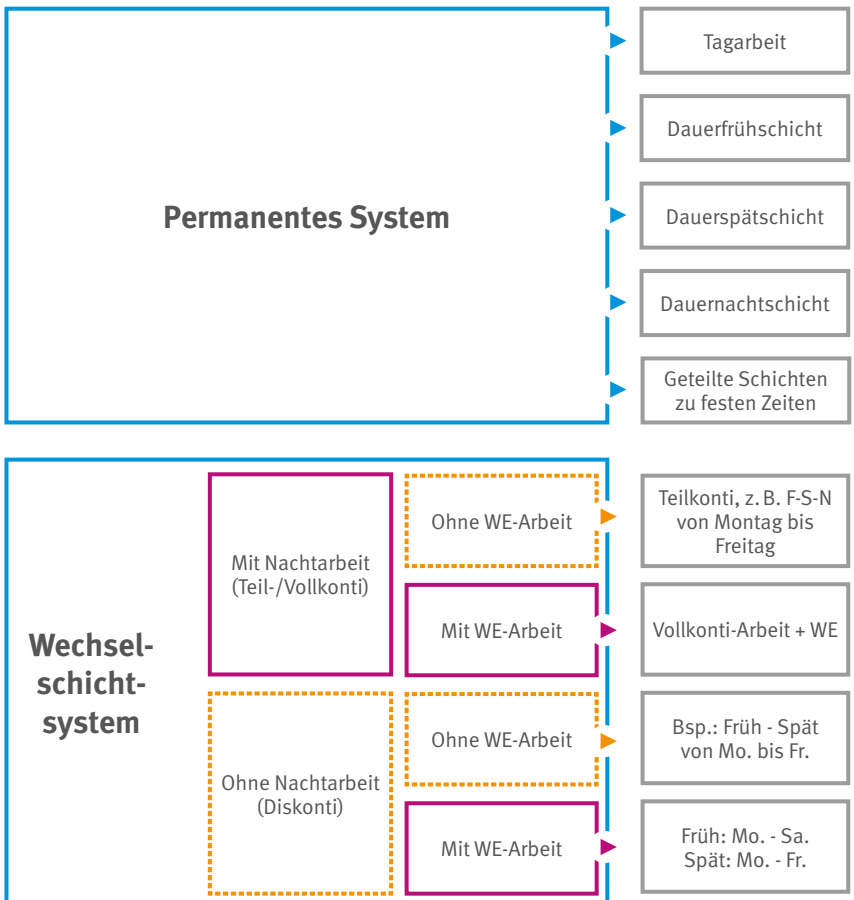 Permanentes System
Tagarbeit
Dauerfrühschicht
Dauerspätschicht
Dauernachtschicht
Geteilte Schichten
zu festen Zeiten
Wechsel-
schicht-
system
Mit Nachtarbeit
(Teil-/Vollkonti)
Ohne WE-Arbeit
Teilkonti, z. B. F-S-N
von Montag bis
Freitag
Mit WE-Arbeit
Vollkonti-Arbeit + WE
Ohne Nachtarbeit
(Diskonti)
Ohne WE-Arbeit
Bsp.: Früh - Spät
von Mo. bis Fr.
Mit WE-Arbeit
Früh: Mo. - Sa.
Spät: Mo. - Fr.